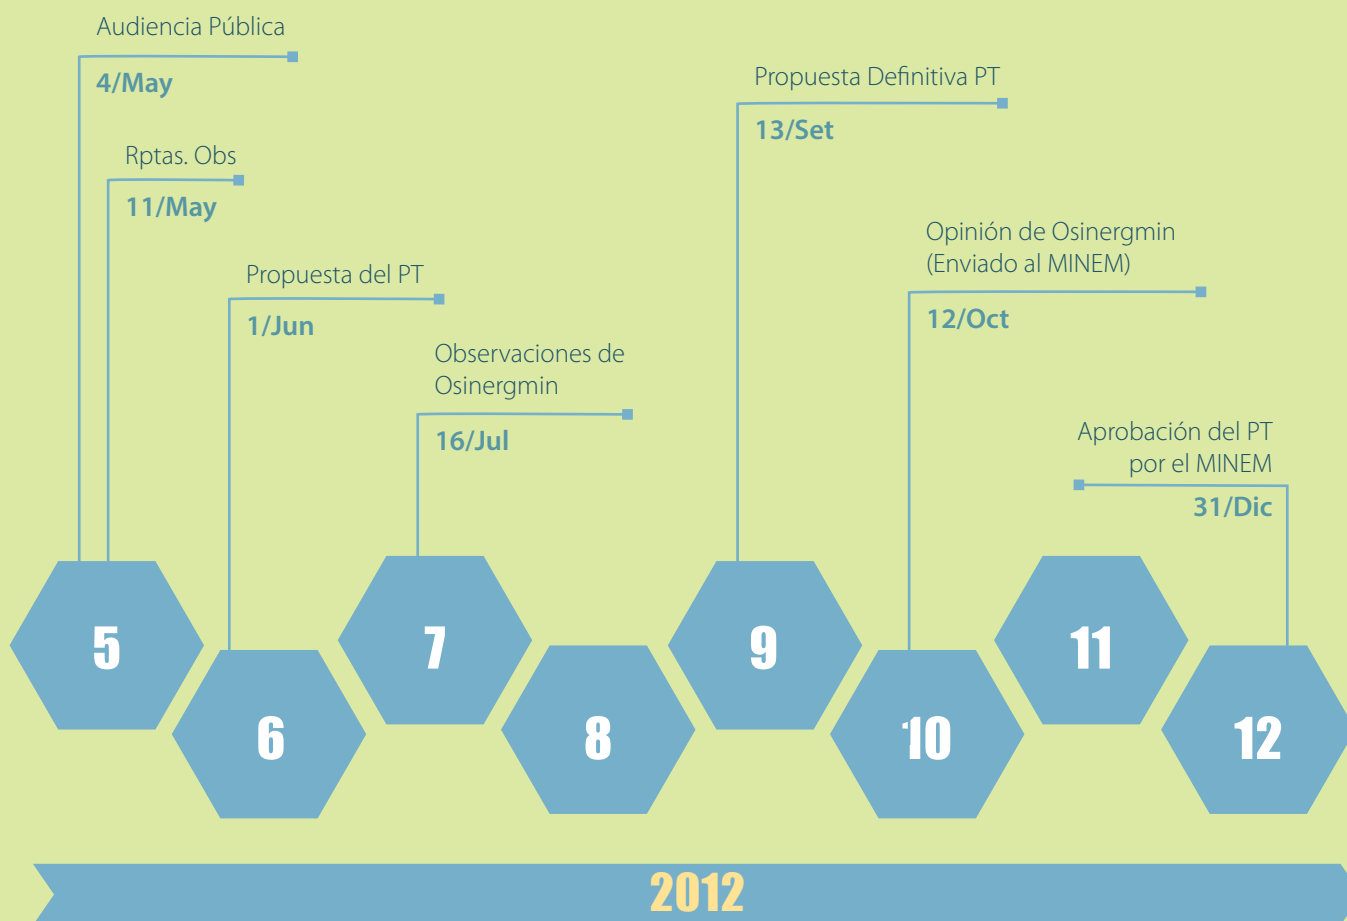 Audiencia Pública
4/May
Rptas. Obs
11/May
Propuesta del PT
1/Jun
Observaciones de
Osinergmin
16/Jul
Propuesta Definitiva PT
13/Set
Opinión de Osinergmin
(Enviado al MINEM)
12/Oct
Aprobación del PT
por el MINEM
31/Dic
5
6
7
8
9
10
11
12
2012